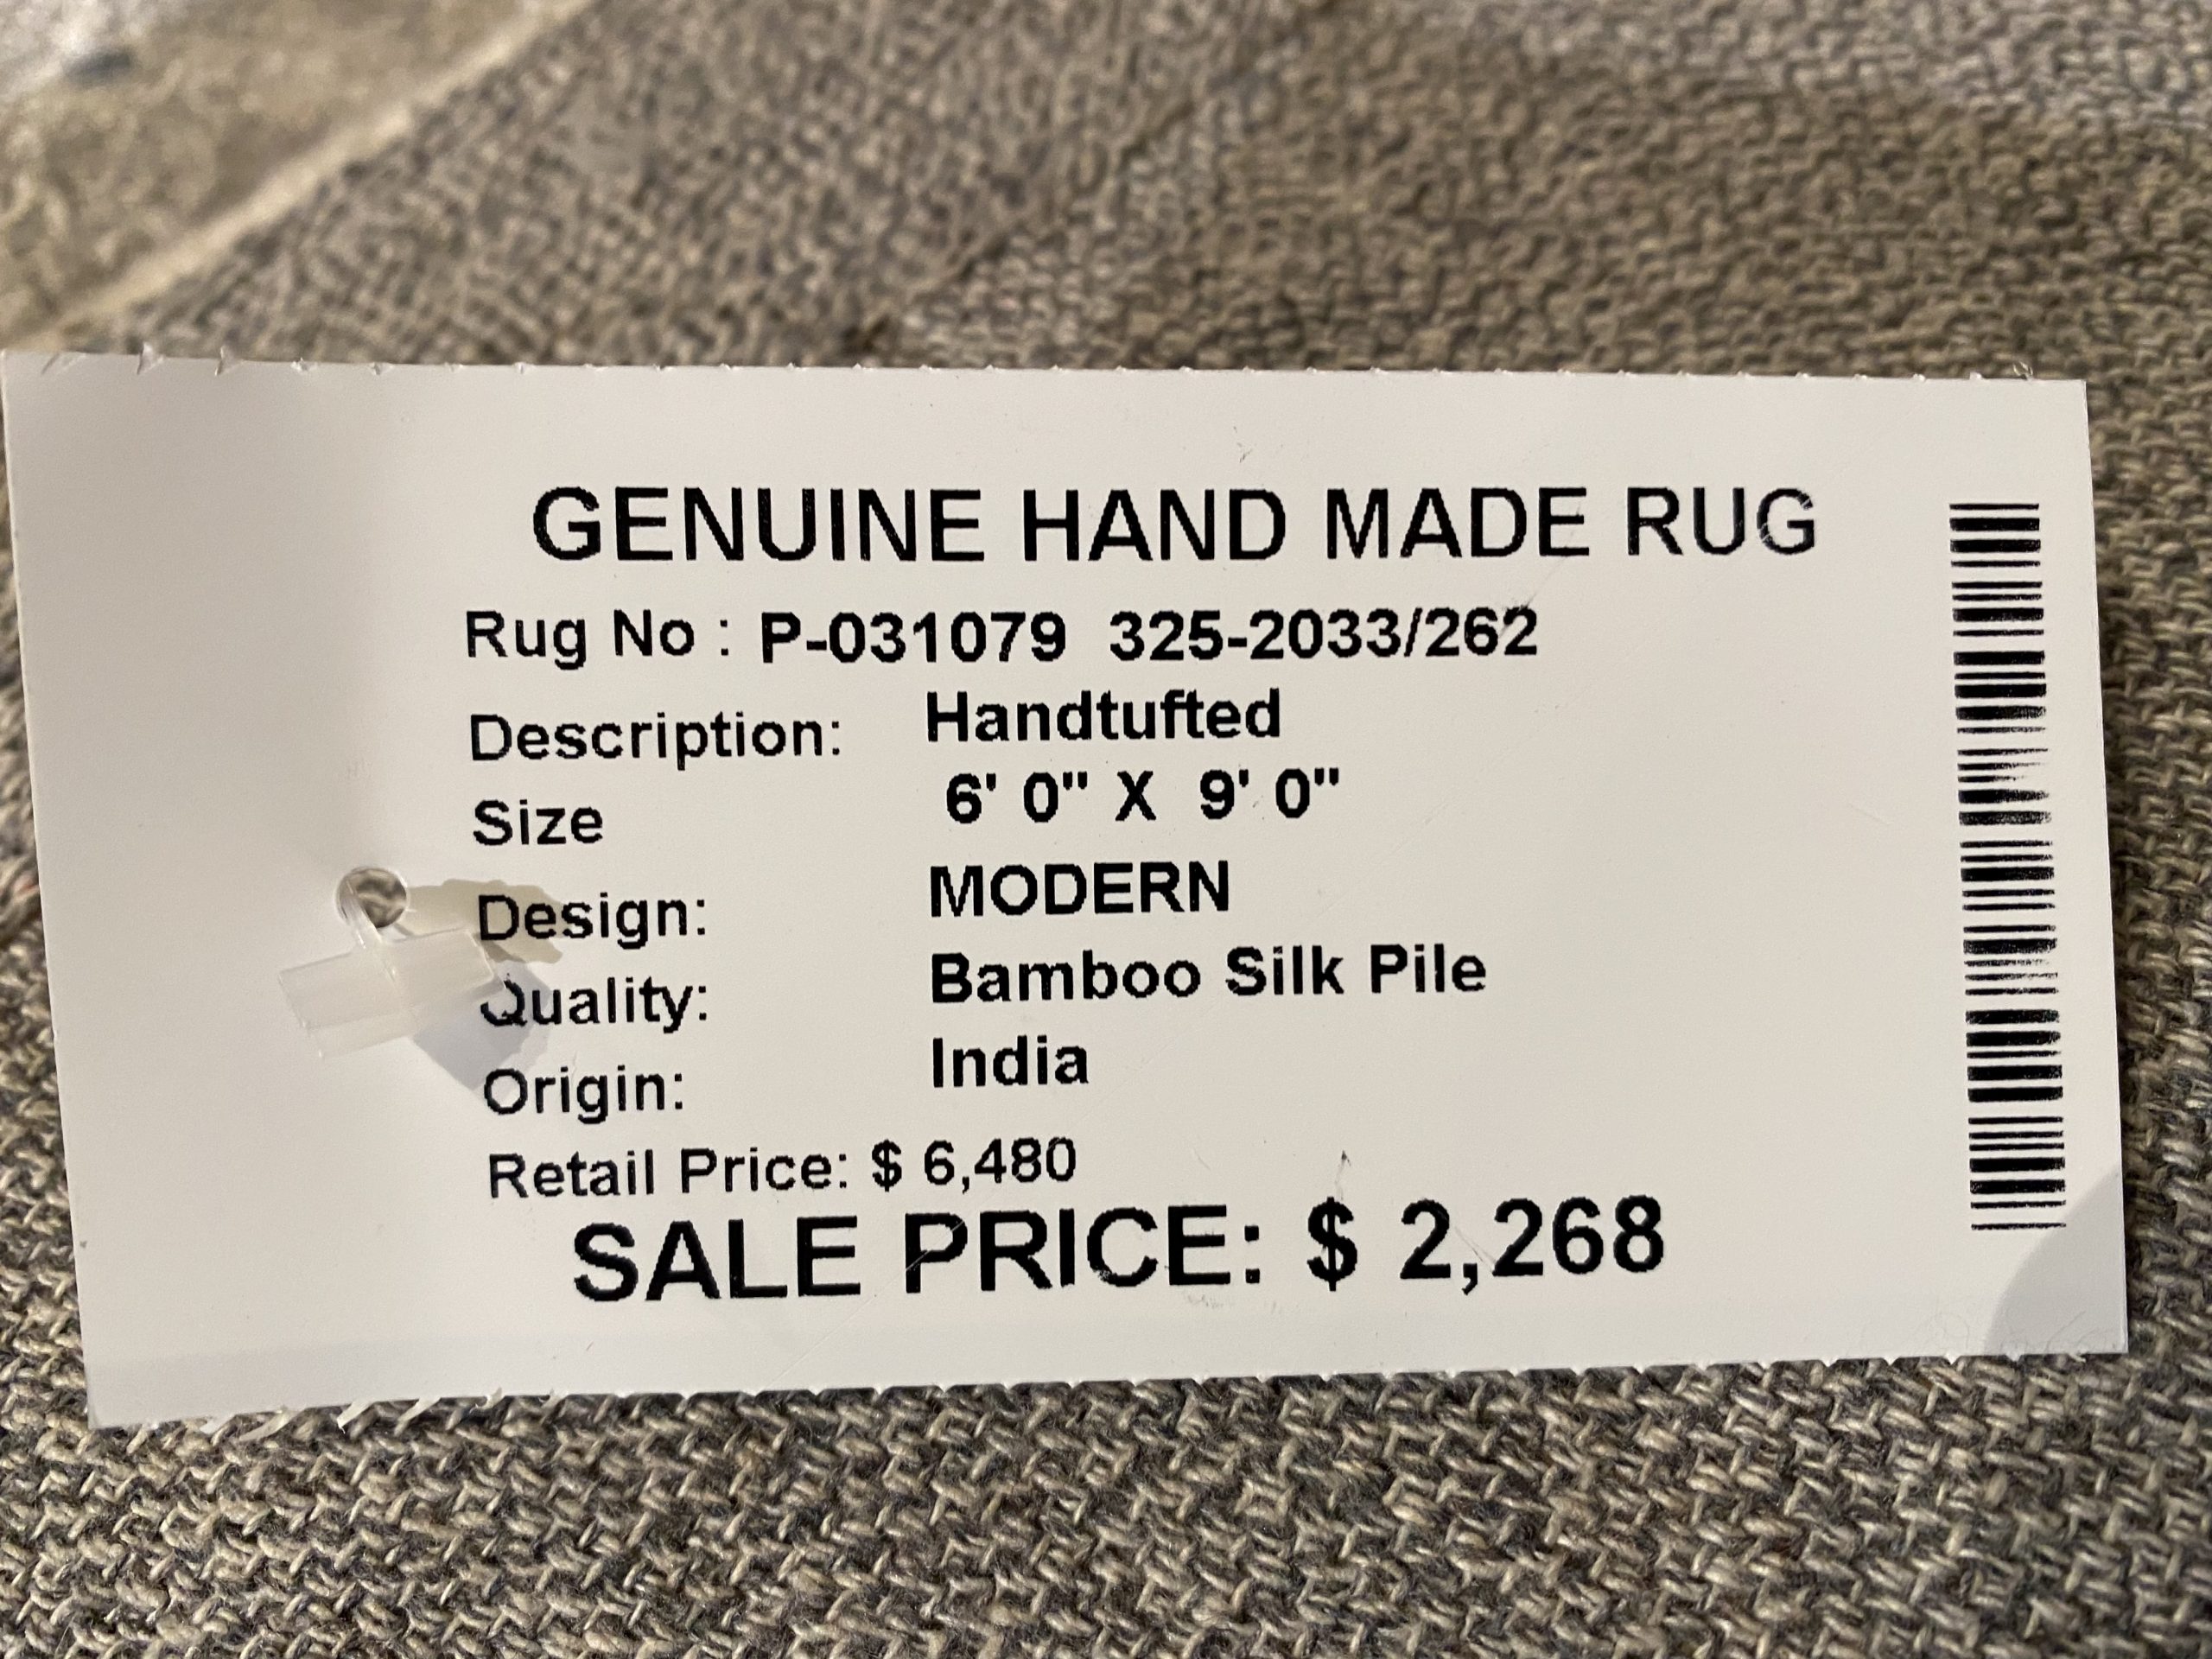 GENUINE HAND MADE RUG
Rug No : P-031079 325-2033/262
Description: Handtufted
Size 6' 0" X 9' 0"
Design: MODERN
Quality: Bamboo Silk Pile
Origin: India
Retail Price: $ 6,480
SALE PRICE: $ 2,268